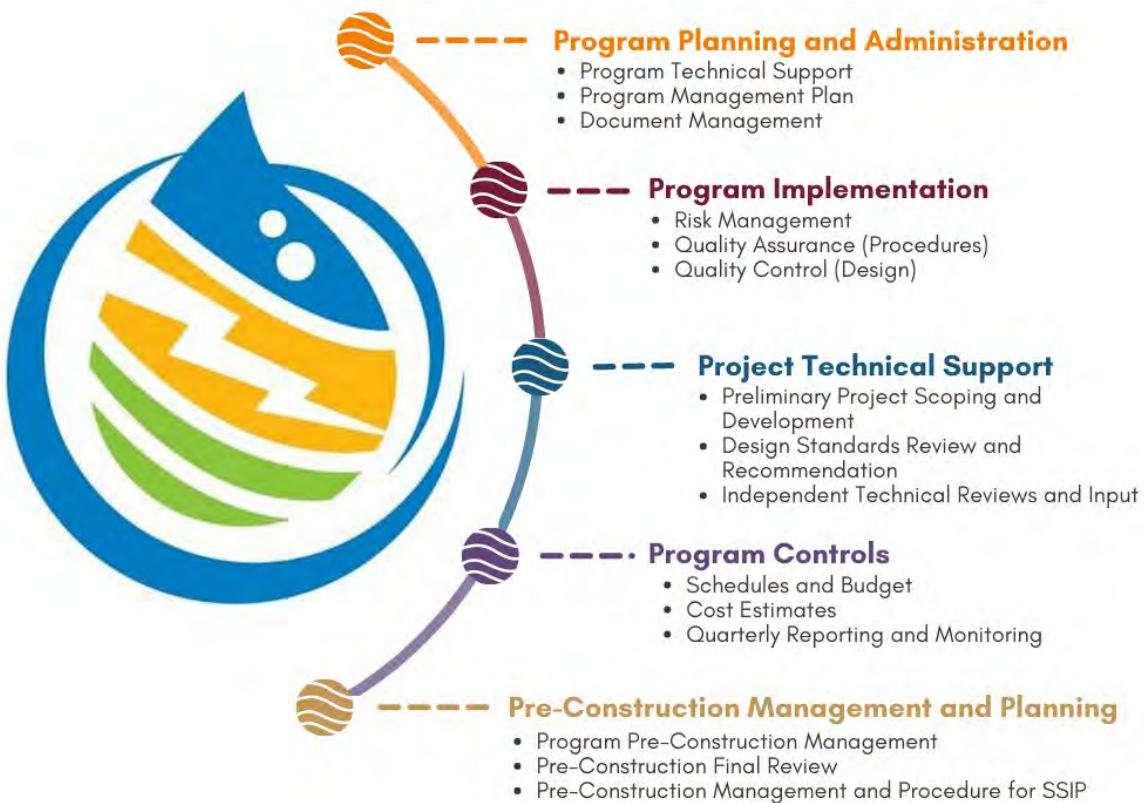 Program Planning and Administration
• Program Technical Support
• Program Management Plan
• Document Management
Program Implementation
• Risk Management
• Quality Assurance (Procedures)
• Quality Control (Design)
Project Technical Support
• Preliminary Project Scoping and
Development
• Design Standards Review and
Recommendation
• Independent Technical Reviews and Input
Program Controls
• Schedules and Budget
• Cost Estimates
• Quarterly Reporting and Monitoring
Pre-Construction Management and Planning
• Program Pre-Construction Management
• Pre-Construction Final Review
• Pre-Construction Management and Procedure for SSIP